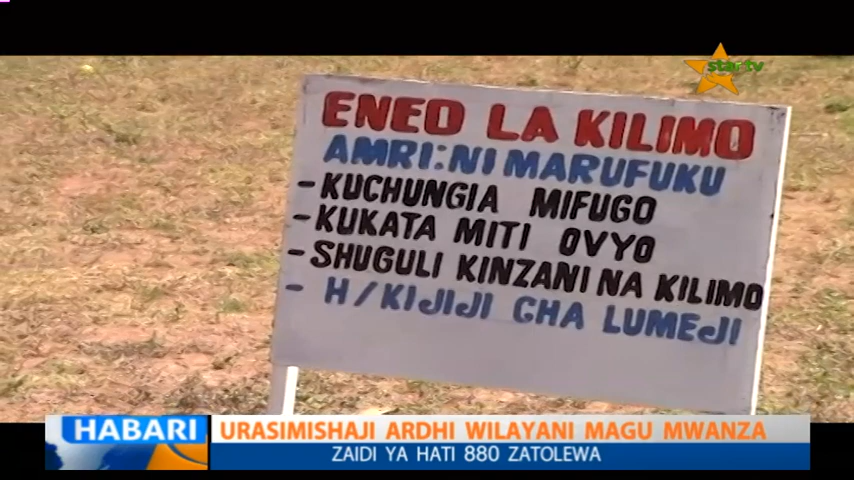 star tv
ENEO LA KILIMO
AMRI:NI MARUFUKU
-KUCHUNGIA MIFUGO
-KUKATA MITI OVYO
-SHUGULI KINZANI NA KILIMO
- H/KIJIJI CHA LUMEJI
HABARI
URASIMISHAJI ARDHI WILAYANI MAGU MWANZA
ZAIDI YA HATI 880 ZATOLEWA